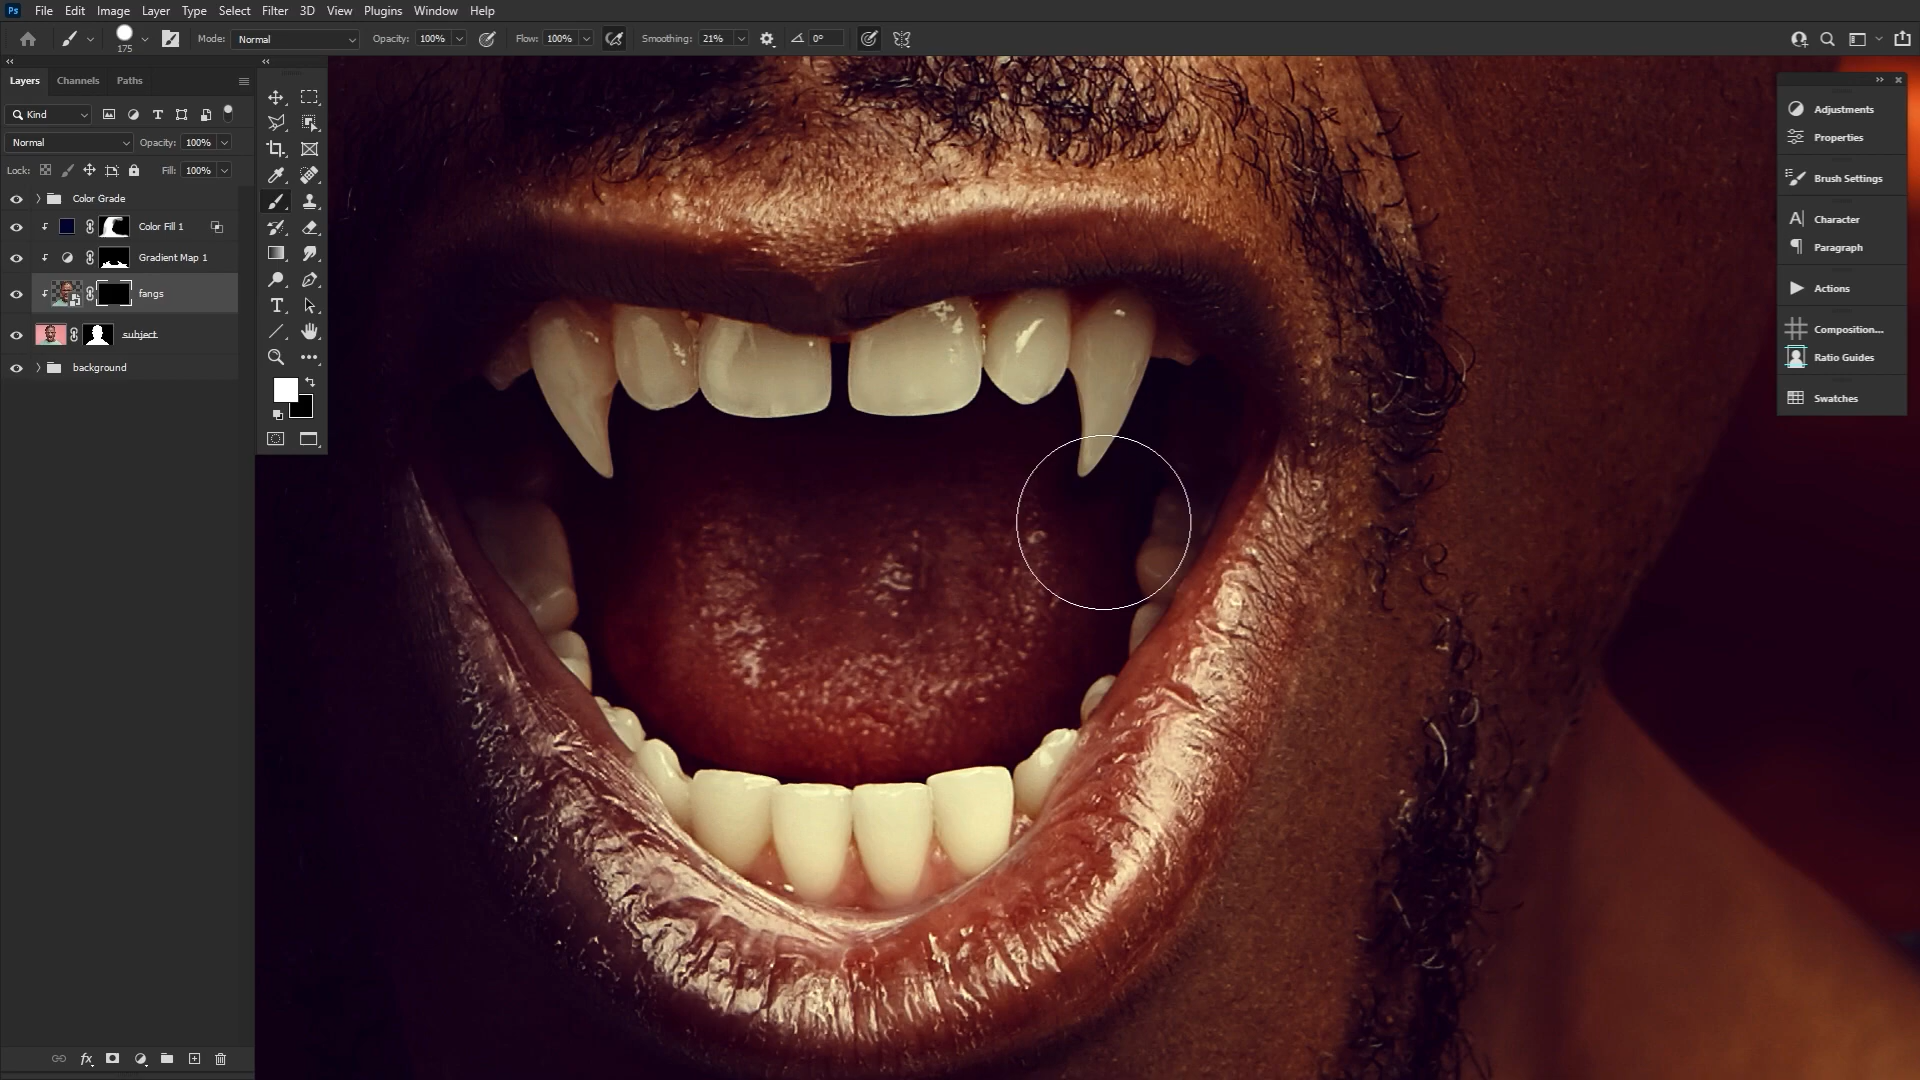 Ps File Edit Image Layer Type Select Filter 3D View Plugins Window Help
175 Mode: Normal Opacity: 100% Flow: 100% Smoothing: 21% 0°
Layers Channels Paths
Kind
Normal Opacity: 100%
Lock: Fill: 100%
Color Grade
Color Fill 1
Gradient Map 1
fangs
subject
background
Adjustments
Properties
Brush Settings
Character
Paragraph
Actions
Composition...
Ratio Guides
Swatches